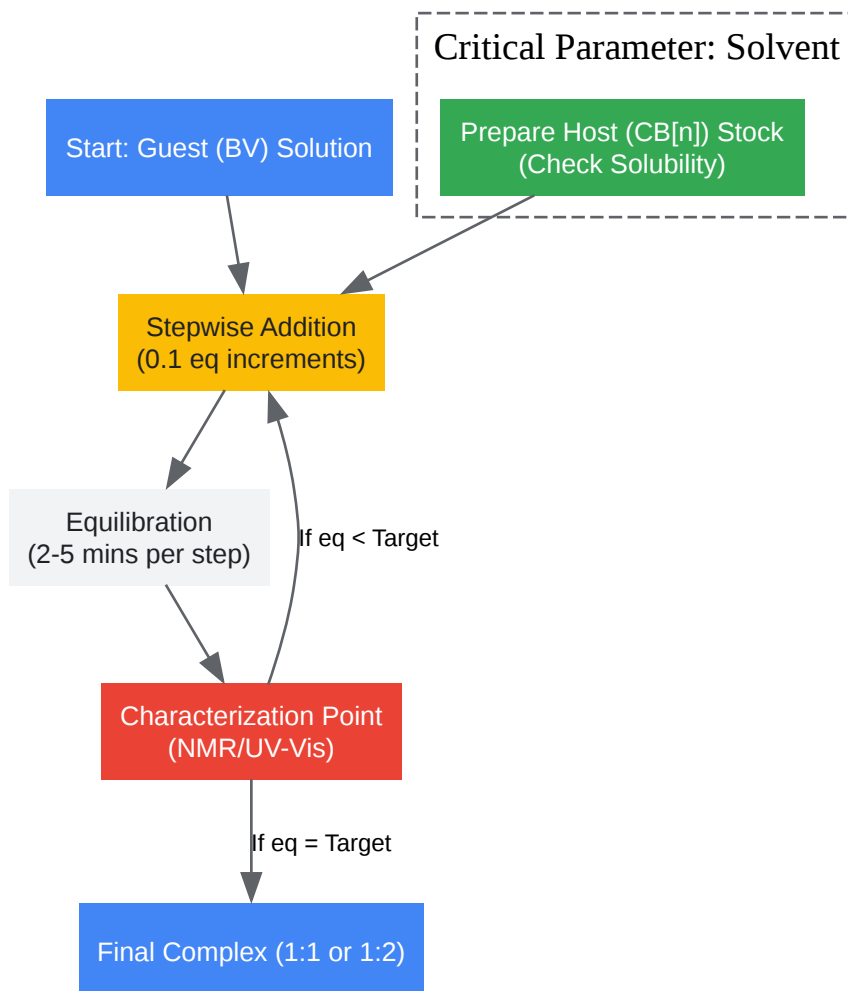 Critical Parameter: Solvent
Start: Guest (BV) Solution
Prepare Host (CB[n]) Stock
(Check Solubility)
Stepwise Addition
(0.1 eq increments)
Equilibration
(2-5 mins per step)
If eq < Target
Characterization Point
(NMR/UV-Vis)
If eq = Target
Final Complex (1:1 or 1:2)